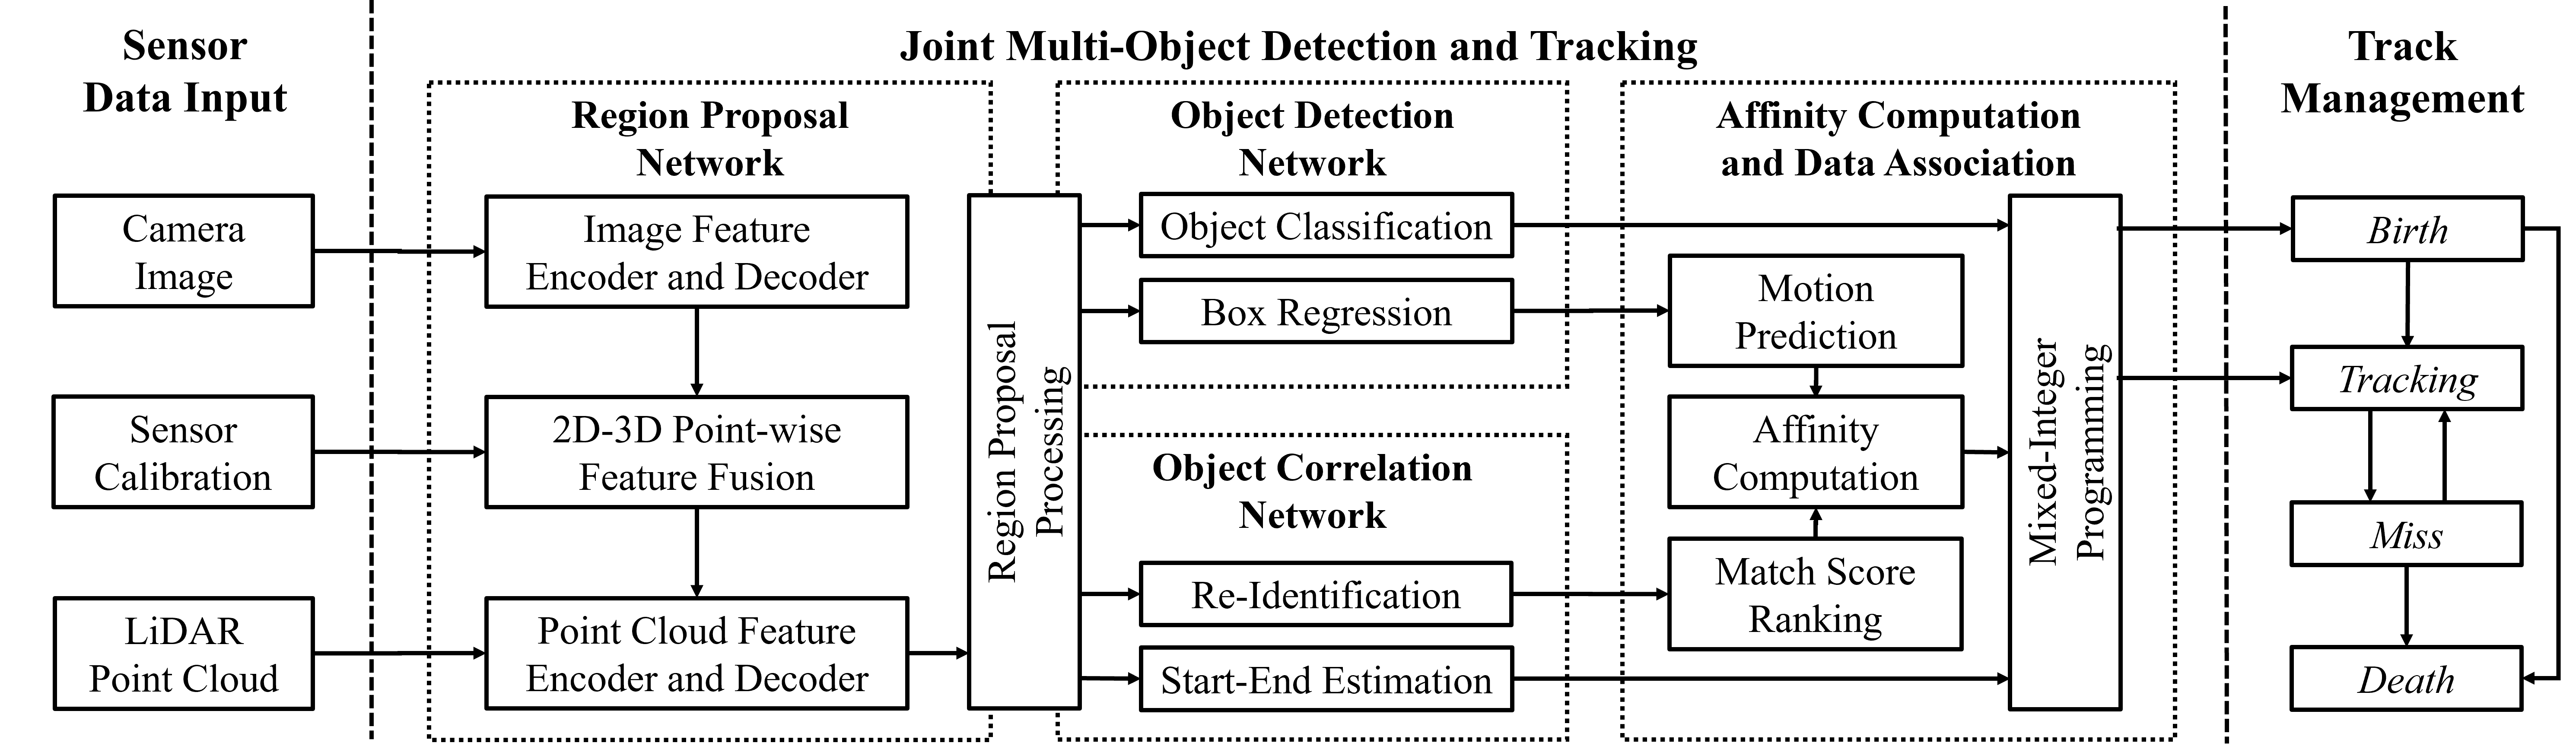 Sensor
Data Input
Camera
Image
Sensor
Calibration
LiDAR
Point Cloud
Joint Multi-Object Detection and Tracking
Region Proposal
Network
Image Feature
Encoder and Decoder
2D-3D Point-wise
Feature Fusion
Point Cloud Feature
Encoder and Decoder
Region Proposal
Processing
Object Detection
Network
Object Classification
Box Regression
Object Correlation
Network
Re-Identification
Start-End Estimation
Affinity Computation
and Data Association
Motion
Prediction
Affinity
Computation
Match Score
Ranking
Mixed-Integer
Programming
Track
Management
Birth
Tracking
Miss
Death